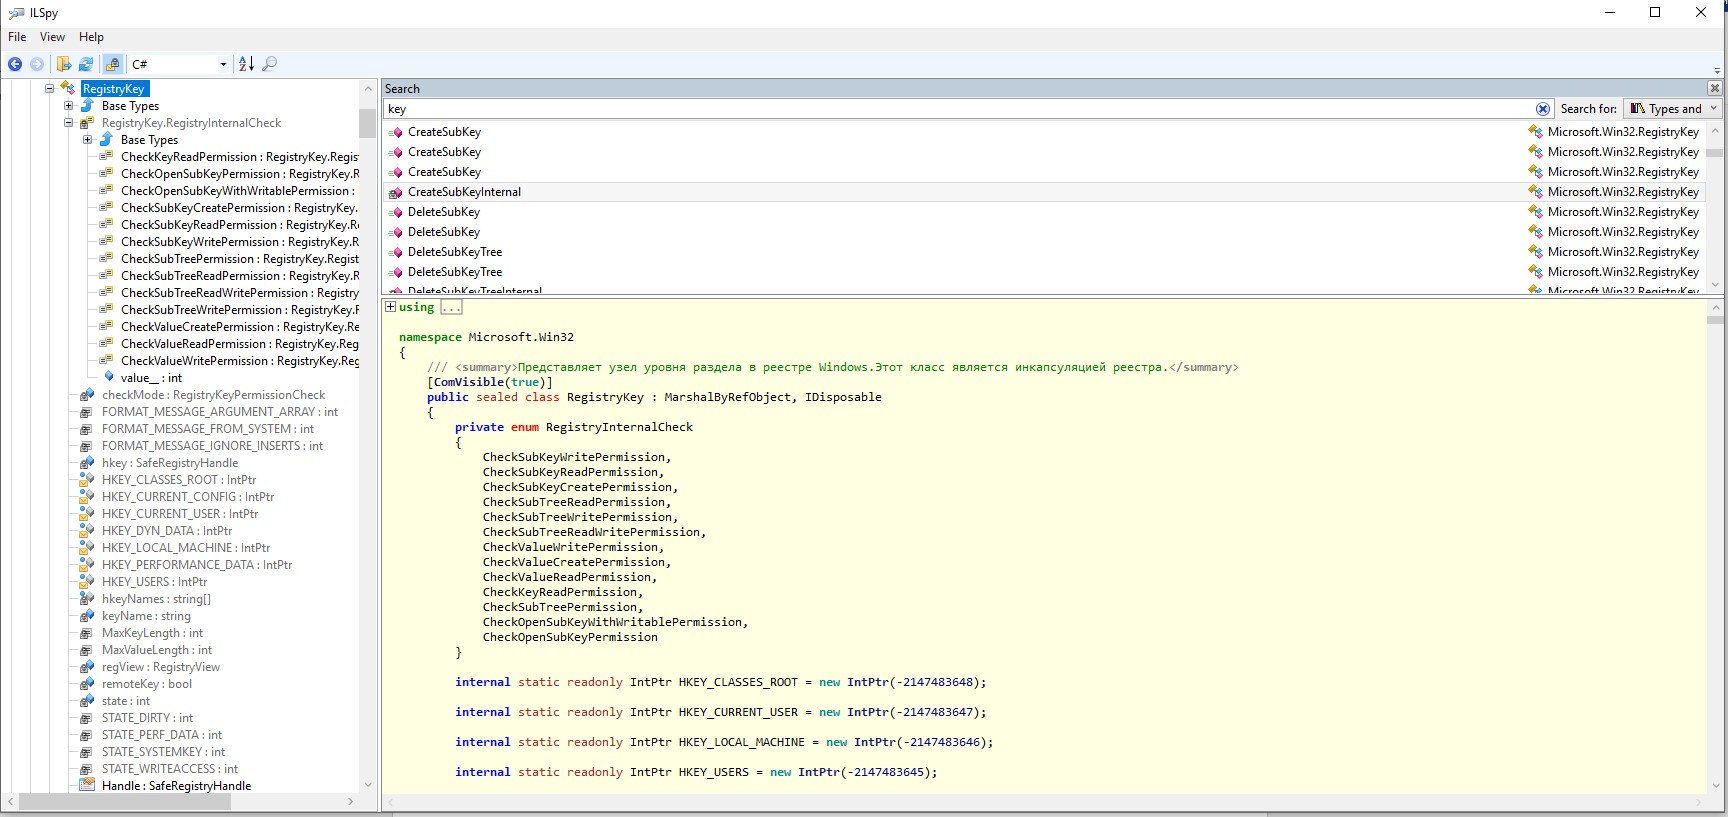 ILSpy
File View Help
C#
RegistryKey
Base Types
RegistryKey.RegistryInternalCheck
Base Types
CheckKeyReadPermission : RegistryKey.Regis
CheckOpenSubKeyPermission : RegistryKey.R
CheckOpenSubKeyWithWritablePermission :
CheckSubKeyCreatePermission : RegistryKey.
CheckSubKeyReadPermission : RegistryKey.Re
CheckSubKeyWritePermission : RegistryKey.R
CheckSubTreePermission : RegistryKey.Regist
CheckSubTreeReadPermission : RegistryKey.R
CheckSubTreeReadWritePermission : Registry
CheckSubTreeWritePermission : RegistryKey.R
CheckValueCreatePermission : RegistryKey.Re
CheckValueReadPermission : RegistryKey.Reg
CheckValueWritePermission : RegistryKey.Reg
value__ : int
checkMode : RegistryKeyPermissionCheck
FORMAT_MESSAGE_ARGUMENT_ARRAY : int
FORMAT_MESSAGE_FROM_SYSTEM : int
FORMAT_MESSAGE_IGNORE_INSERTS : int
hkey : SafeRegistryHandle
HKEY_CLASSES_ROOT : IntPtr
HKEY_CURRENT_CONFIG : IntPtr
HKEY_CURRENT_USER : IntPtr
HKEY_DYN_DATA : IntPtr
HKEY_LOCAL_MACHINE : IntPtr
HKEY_PERFORMANCE_DATA : IntPtr
HKEY_USERS : IntPtr
hkeyNames : string[]
keyName : string
MaxKeyLength : int
MaxValueLength : int
regView : RegistryView
remoteKey : bool
state : int
STATE_DIRTY : int
STATE_PERF_DATA : int
STATE_SYSTEMKEY : int
STATE_WRITEACCESS : int
Handle : SafeRegistryHandle
Search
key Search for: Types and
CreateSubKey Microsoft.Win32.RegistryKey
CreateSubKey Microsoft.Win32.RegistryKey
CreateSubKey Microsoft.Win32.RegistryKey
CreateSubKeyInternal Microsoft.Win32.RegistryKey
DeleteSubKey Microsoft.Win32.RegistryKey
DeleteSubKey Microsoft.Win32.RegistryKey
DeleteSubKeyTree Microsoft.Win32.RegistryKey
DeleteSubKeyTree Microsoft.Win32.RegistryKey
DeleteSubKeyTreeInternal Microsoft.Win32.RegistryKey
using ...
namespace Microsoft.Win32
{
/// <summary>Представляет узел уровня раздела в реестре Windows.Этот класс является инкапсуляцией реестра.</summary>
[ComVisible(true)]
public sealed class RegistryKey : MarshalByRefObject, IDisposable
{
private enum RegistryInternalCheck
{
CheckSubKeyWritePermission,
CheckSubKeyReadPermission,
CheckSubKeyCreatePermission,
CheckSubTreeReadPermission,
CheckSubTreeWritePermission,
CheckSubTreeReadWritePermission,
CheckValueWritePermission,
CheckValueCreatePermission,
CheckValueReadPermission,
CheckKeyReadPermission,
CheckSubTreePermission,
CheckOpenSubKeyWithWritablePermission,
CheckOpenSubKeyPermission
}
internal static readonly IntPtr HKEY_CLASSES_ROOT = new IntPtr(-2147483648);
internal static readonly IntPtr HKEY_CURRENT_USER = new IntPtr(-2147483647);
internal static readonly IntPtr HKEY_LOCAL_MACHINE = new IntPtr(-2147483646);
internal static readonly IntPtr HKEY_USERS = new IntPtr(-2147483645);